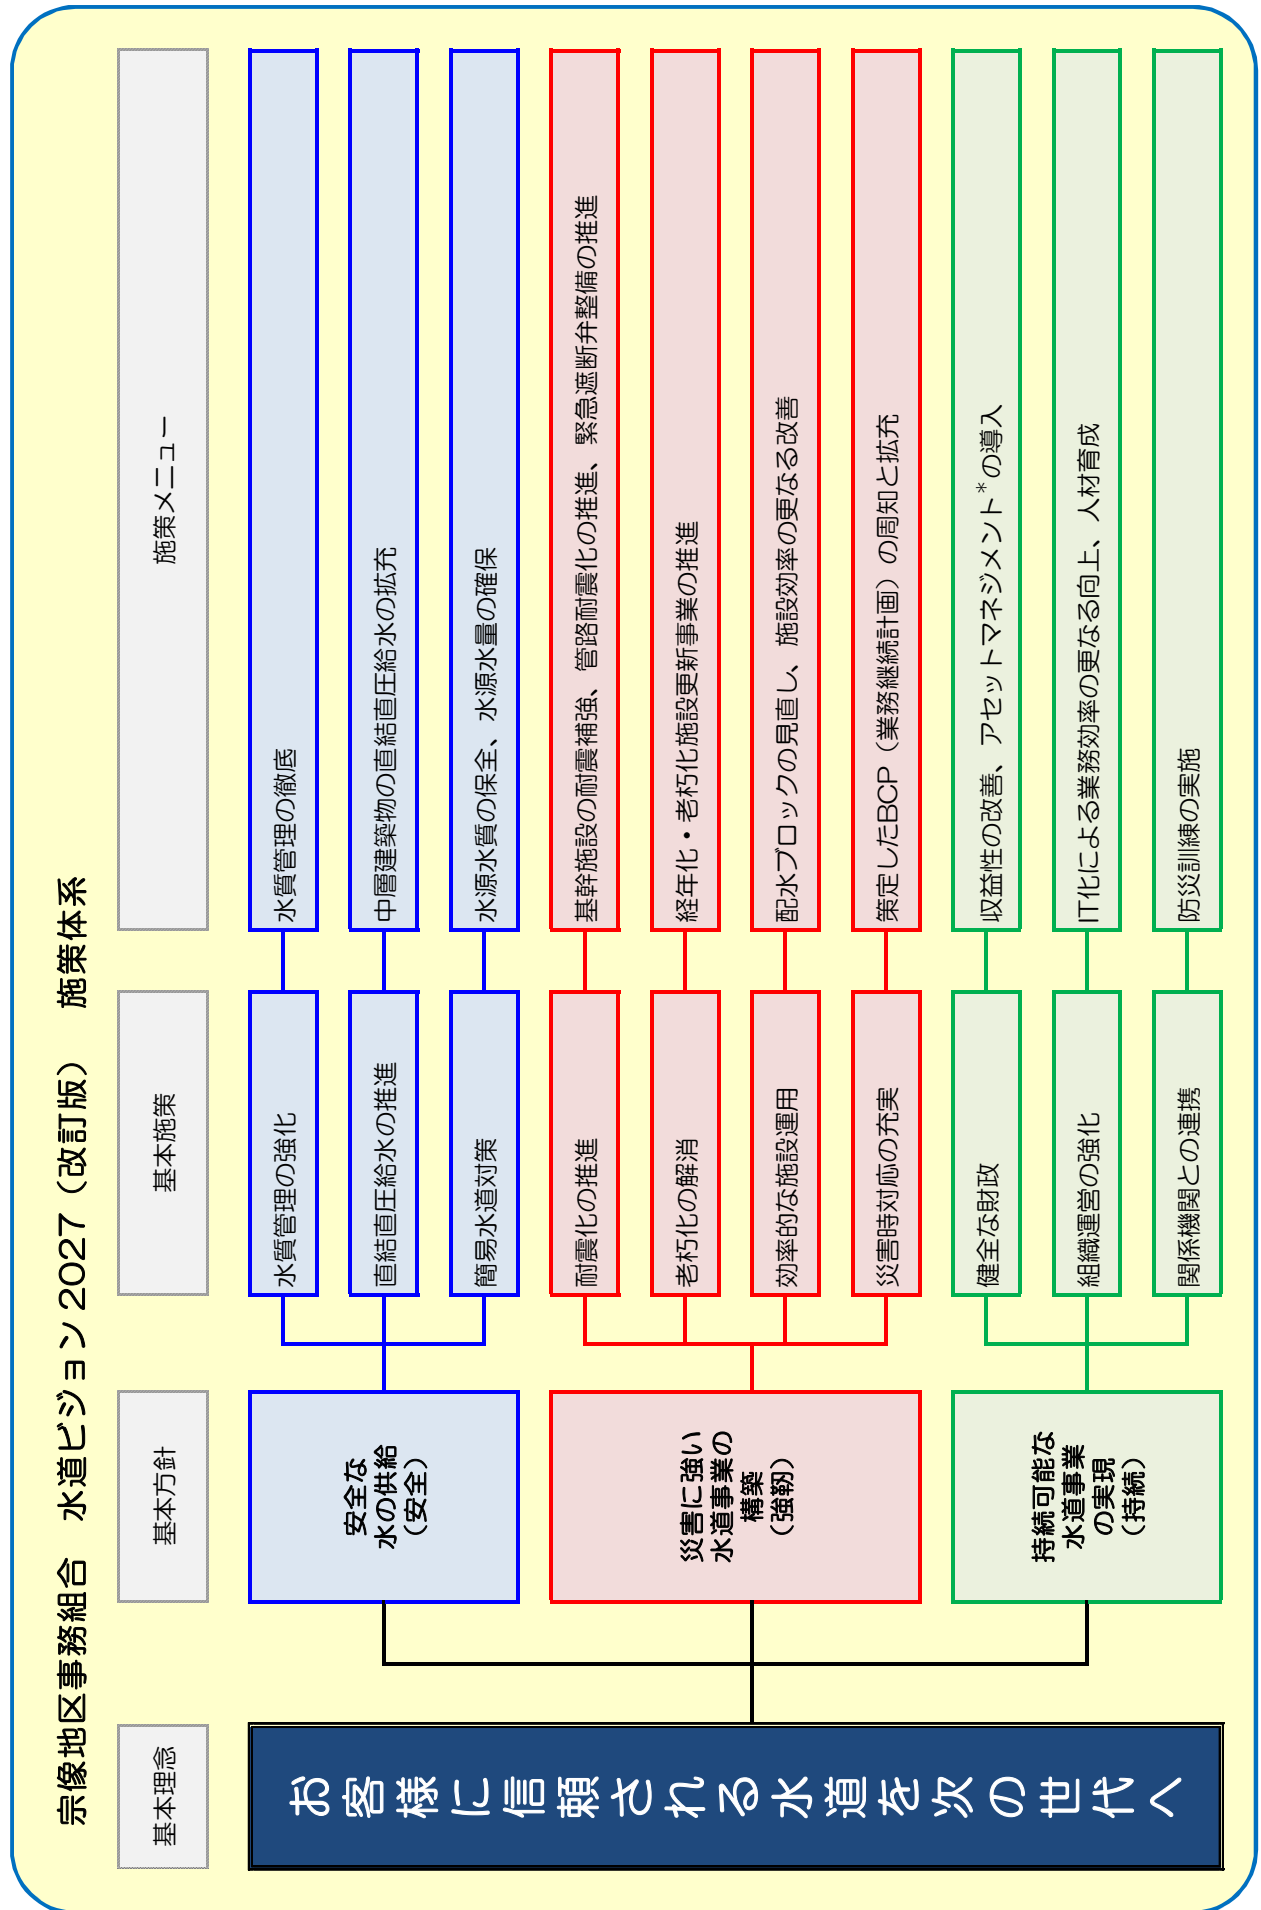 宗像地区事務組合　水道ビジョン2027（改訂版）　施策体系
基本理念
基本方針
基本施策
施策メニュー
お客様に信頼される水道を次の世代へ
安全な
水の供給
（安全）
水質管理の強化
水質管理の徹底
直結直圧給水の推進
中層建築物の直結直圧給水の拡充
簡易水道対策
水源水質の保全、水源水量の確保
災害に強い
水道事業の
構築
（強靭）
耐震化の推進
基幹施設の耐震補強、管路耐震化の推進、緊急遮断弁整備の推進
老朽化の解消
経年化・老朽化施設更新事業の推進
効率的な施設運用
配水ブロックの見直し、施設効率の更なる改善
災害時対応の充実
策定したBCP（業務継続計画）の周知と拡充
持続可能な
水道事業
の実現
（持続）
健全な財政
収益性の改善、アセットマネジメント*の導入
組織運営の強化
IT化による業務効率の更なる向上、人材育成
関係機関との連携
防災訓練の実施